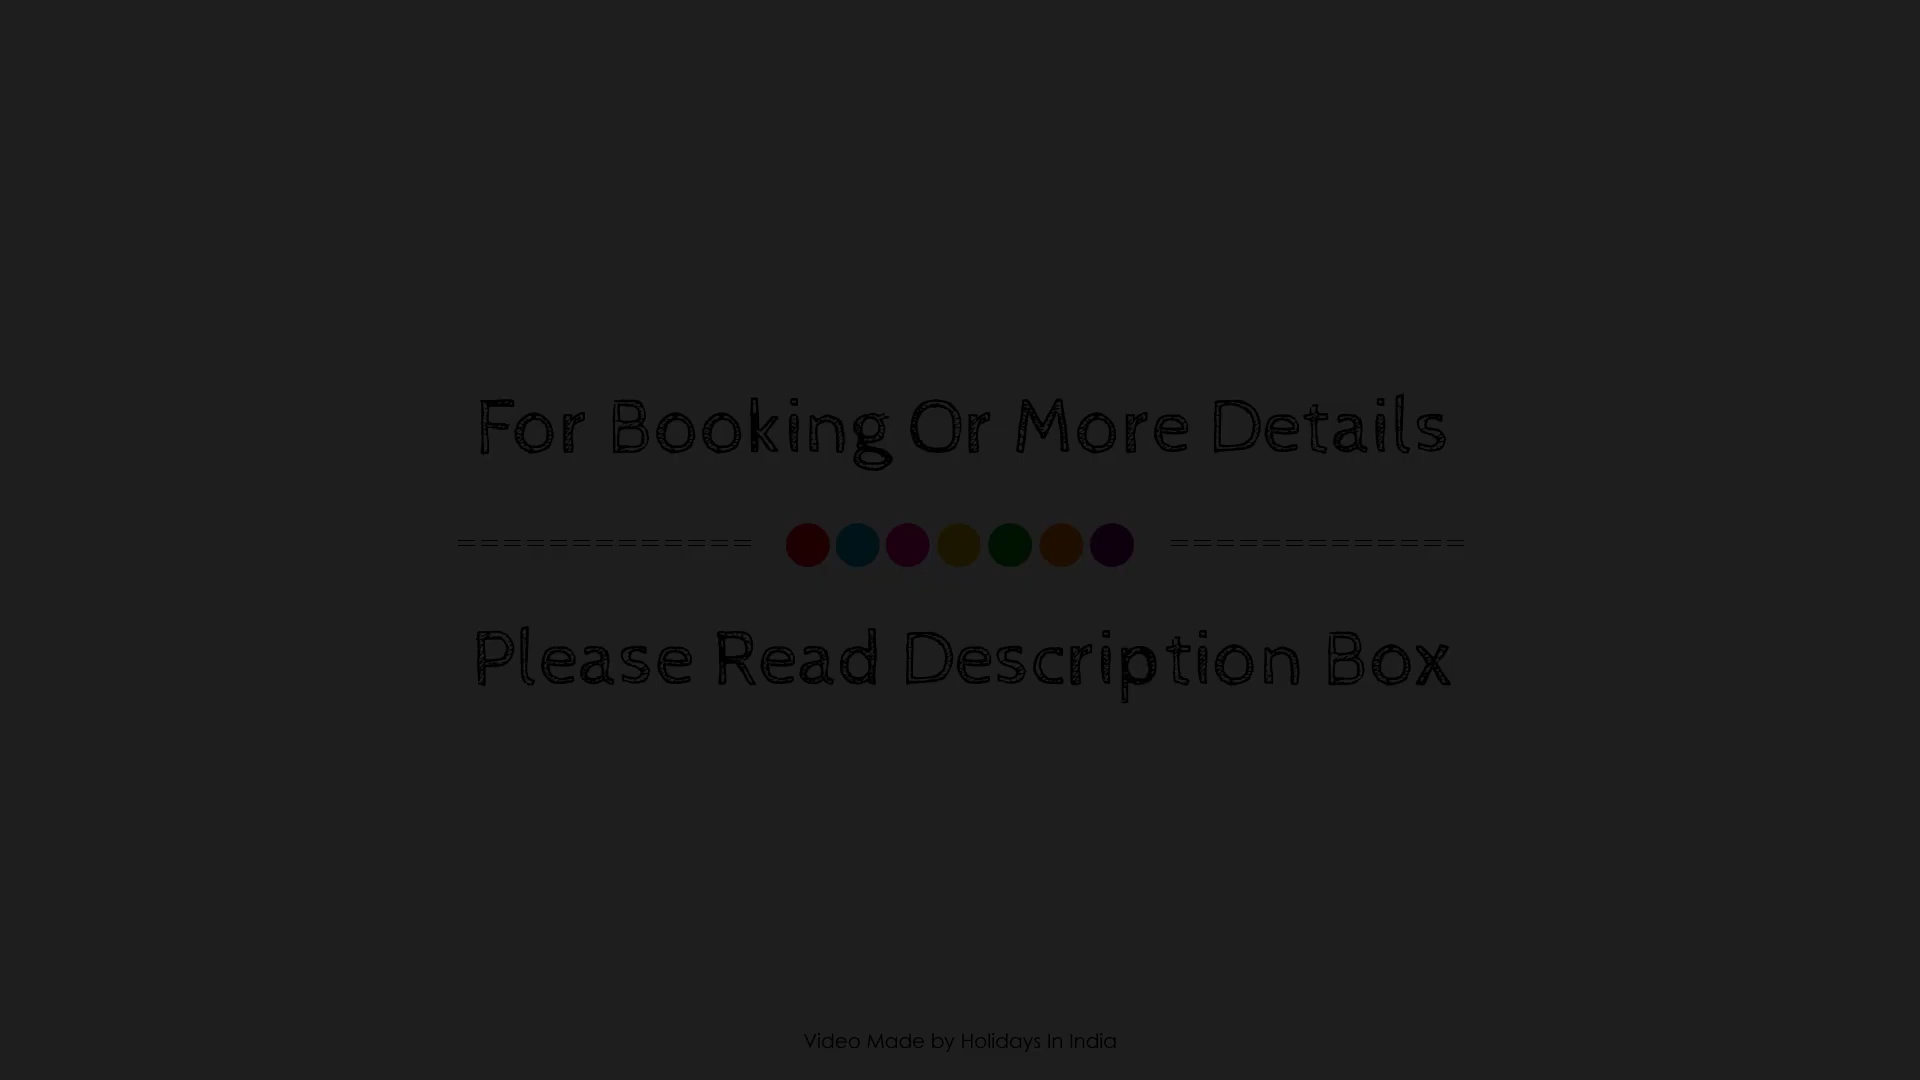 For Booking Or More Details
============= =============
Please Read Description Box
Video Made by Holidays In India